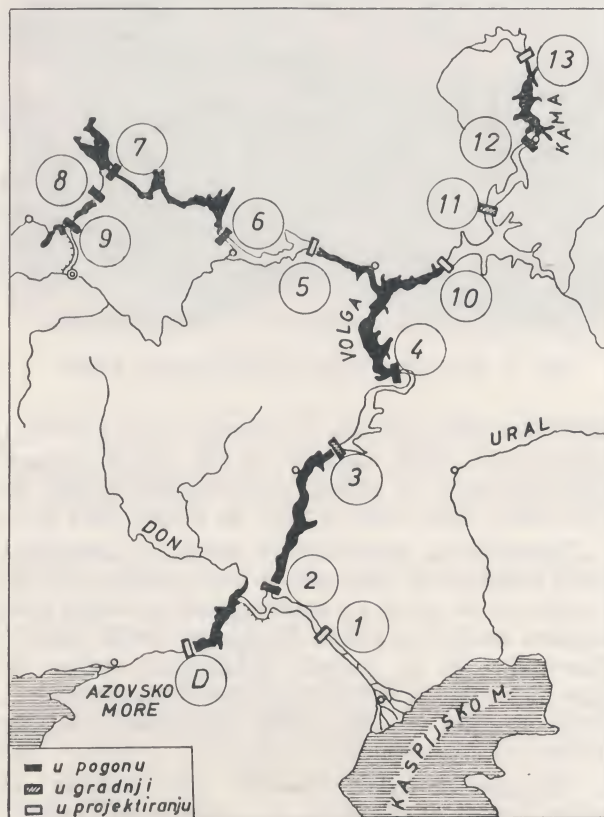 13
KAMA
12
7
8
11
6
9
5
10
VOLGA
4
URAL
3
DON
2
1
D
AZOVSKO
MORE
KASPIJSKO M.
u pogonu
u gradnji
u projektiranju